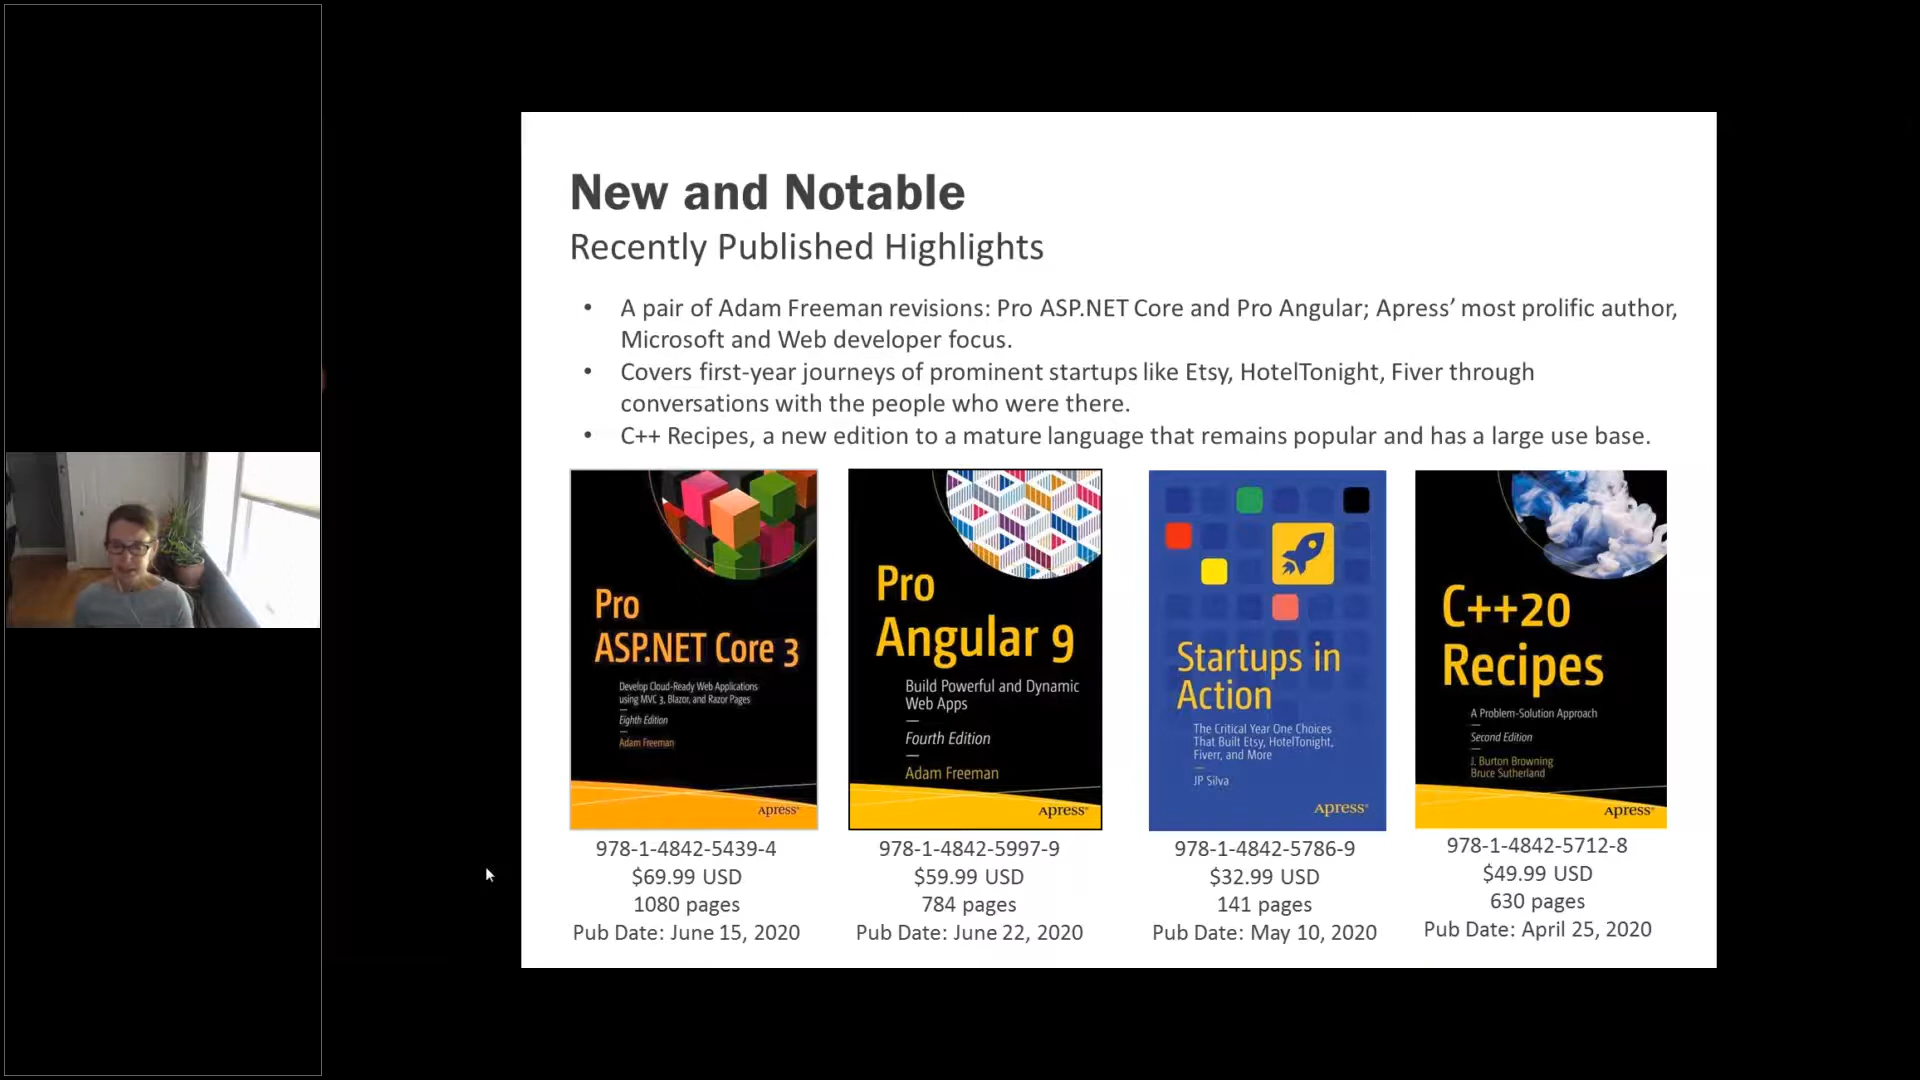 New and Notable
Recently Published Highlights
• A pair of Adam Freeman revisions: Pro ASP.NET Core and Pro Angular; Apress’ most prolific author,
Microsoft and Web developer focus.
• Covers first-year journeys of prominent startups like Etsy, HotelTonight, Fiver through
conversations with the people who were there.
• C++ Recipes, a new edition to a mature language that remains popular and has a large use base.
Pro
ASP.NET Core 3
Develop Cloud-Ready Web Applications
using MVC 3, Blazor, and Razor Pages
—
Eighth Edition
—
Adam Freeman
Apress®
978-1-4842-5439-4
$69.99 USD
1080 pages
Pub Date: June 15, 2020
Pro
Angular 9
Build Powerful and Dynamic
Web Apps
—
Fourth Edition
—
Adam Freeman
Apress®
978-1-4842-5997-9
$59.99 USD
784 pages
Pub Date: June 22, 2020
Startups in
Action
The Critical Year One Choices
That Built Etsy, HotelTonight,
Fiverr, and More
—
JP Silva
Apress®
978-1-4842-5786-9
$32.99 USD
141 pages
Pub Date: May 10, 2020
C++20
Recipes
A Problem-Solution Approach
—
Second Edition
—
J. Burton Browning
Bruce Sutherland
Apress®
978-1-4842-5712-8
$49.99 USD
630 pages
Pub Date: April 25, 2020